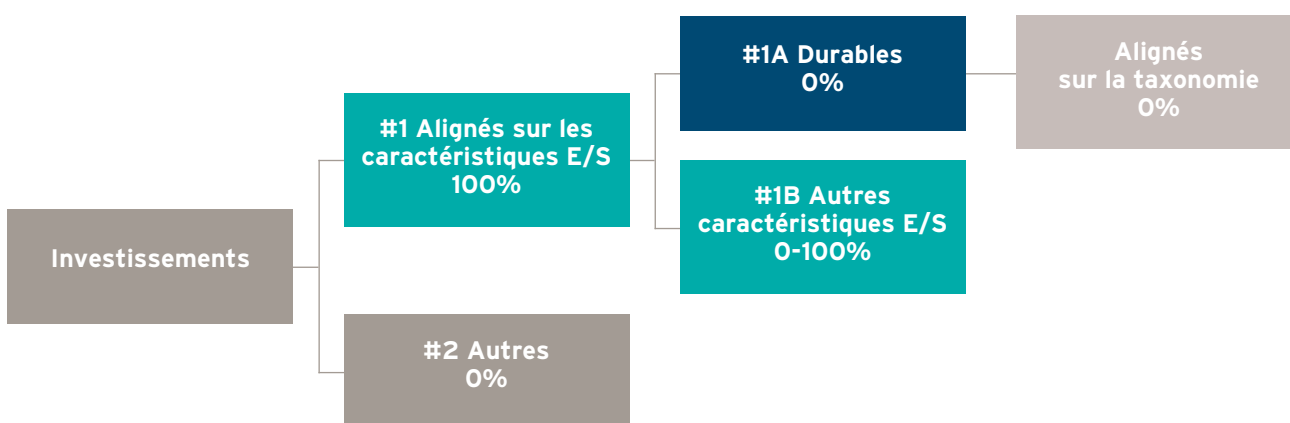 Investissements
#1 Alignés sur les
caractéristiques E/S
100%
#2 Autres
0%
#1A Durables
0%
#1B Autres
caractéristiques E/S
0-100%
Alignés
sur la taxonomie
0%